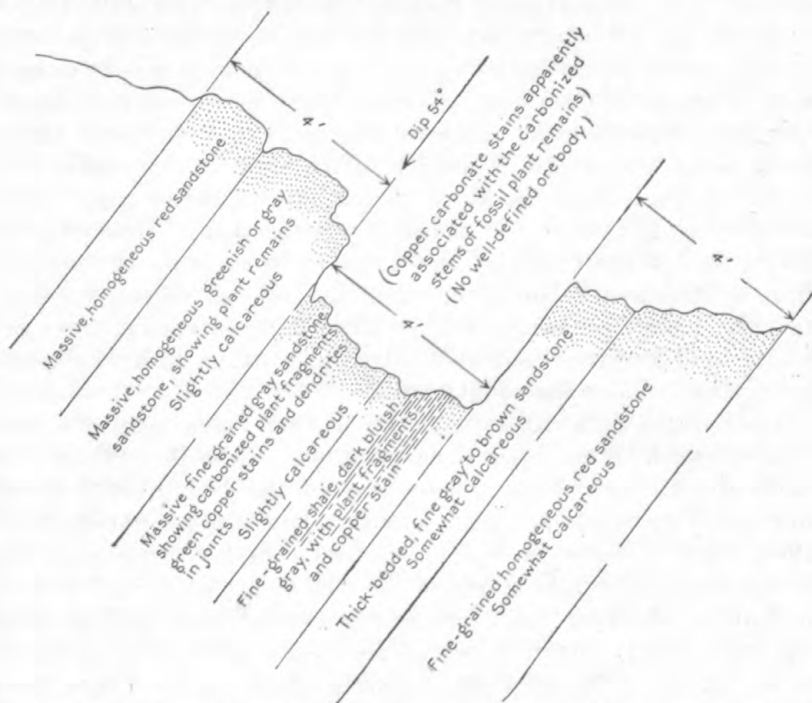 4'
Dip 54°
(Copper carbonate stains apparently
associated with the carbonized
stems of fossil plant remains)
(No well-defined orebody)
4'
4'
Massive, homogeneous red sandstone
Massive, homogeneous greenish or gray
sandstone, showing plant remains
Slightly calcareous
Massive, fine-grained gray sandstone
showing carbonized plant fragments,
green copper stains and dendrites
in joints
Slightly calcareous
Fine-grained shale, dark bluish
gray, with plant fragments
and copper stain
Thick-bedded, fine gray to brown sandstone
Somewhat calcareous
Fine-grained homogeneous red sandstone
Somewhat calcareous